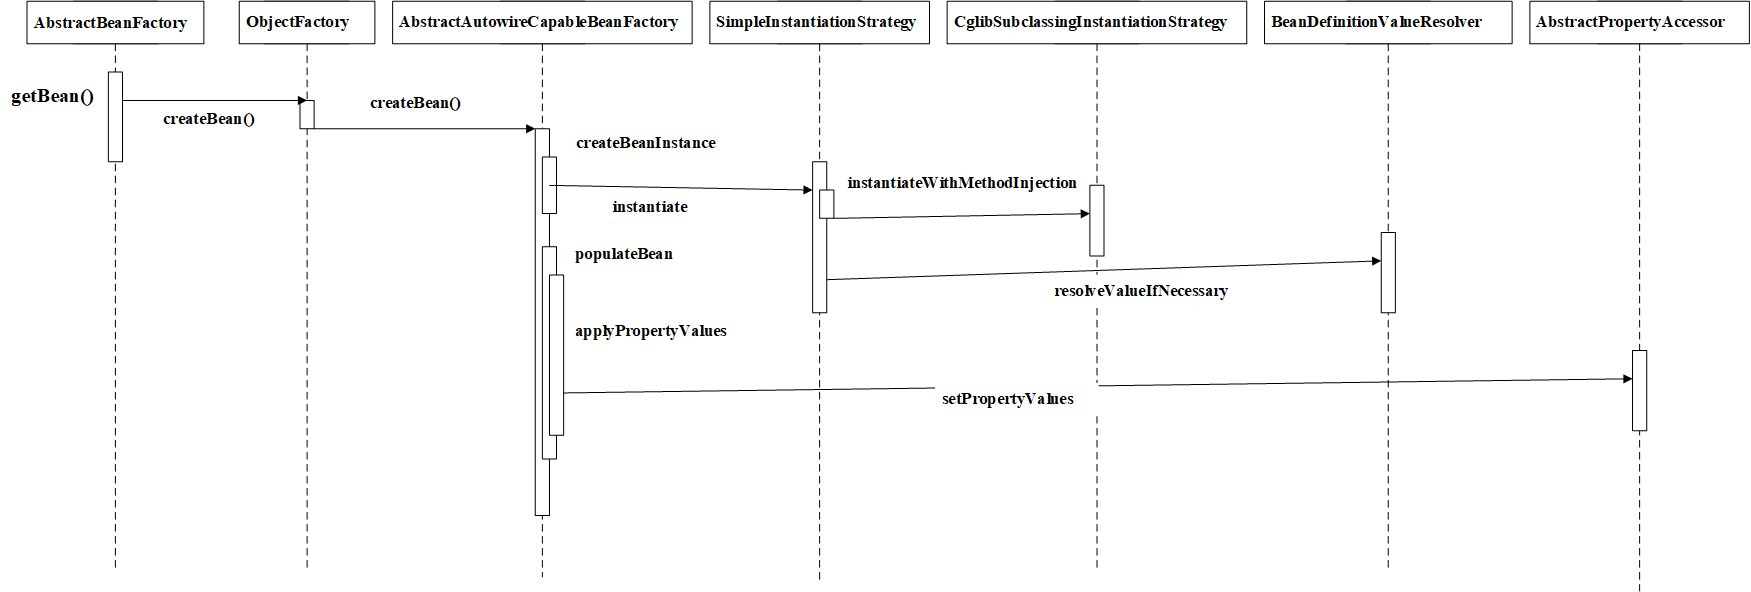 AbstractBeanFactory
ObjectFactory
AbstractAutowireCapableBeanFactory
SimpleInstantiationStrategy
CglibSubclassingInstantiationStrategy
BeanDefinitionValueResolver
AbstractPropertyAccessor
getBean()
createBean()
createBean()
createBeanInstance
instantiateWithMethodInjection
instantiate
populateBean
resolveValueIfNecessary
applyPropertyValues
setPropertyValues